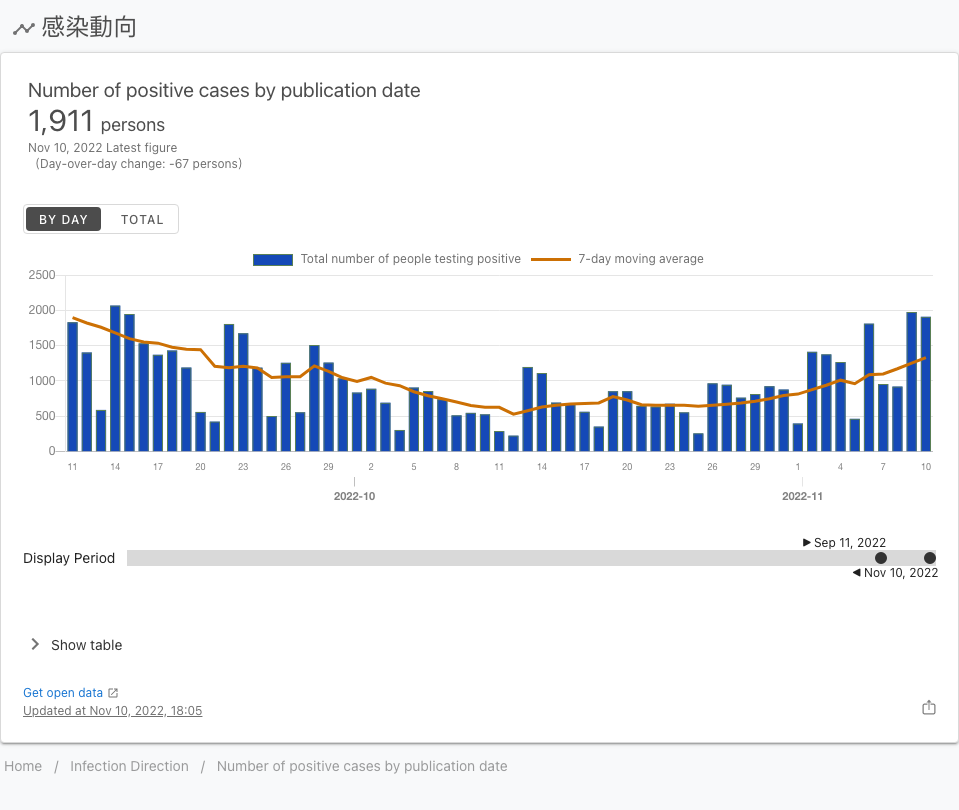 感染動向
Number of positive cases by publication date
1,911 persons
Nov 10, 2022 Latest figure
(Day-over-day change: -67 persons)
BY DAY TOTAL
Total number of people testing positive 7-day moving average
2500
2000
1500
1000
500
0
11 14 17 20 23 26 29 2 5 8 11 14 17 20 23 26 29 1 4 7 10
2022-10 2022-11
Sep 11, 2022
Display Period
Nov 10, 2022
Show table
Get open data
Updated at Nov 10, 2022, 18:05
Home / Infection Direction / Number of positive cases by publication date